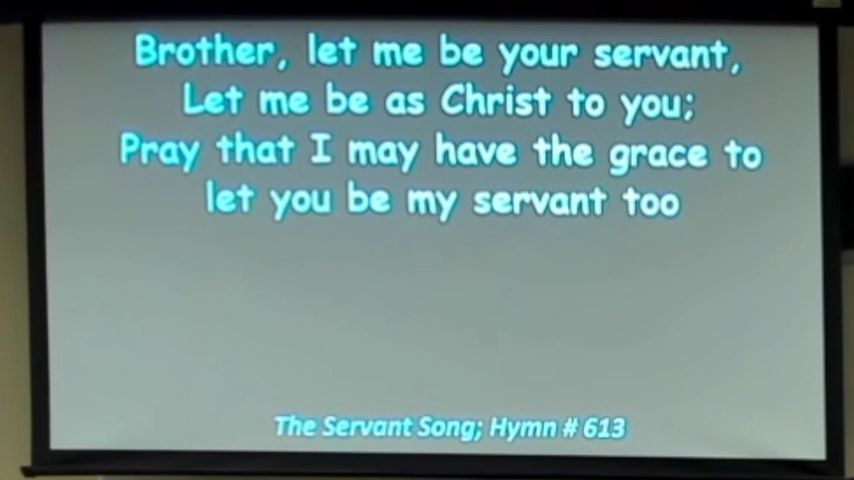 Brother, let me be your servant,
Let me be as Christ to you;
Pray that I may have the grace to
let you be my servant too
The Servant Song; Hymn # 613